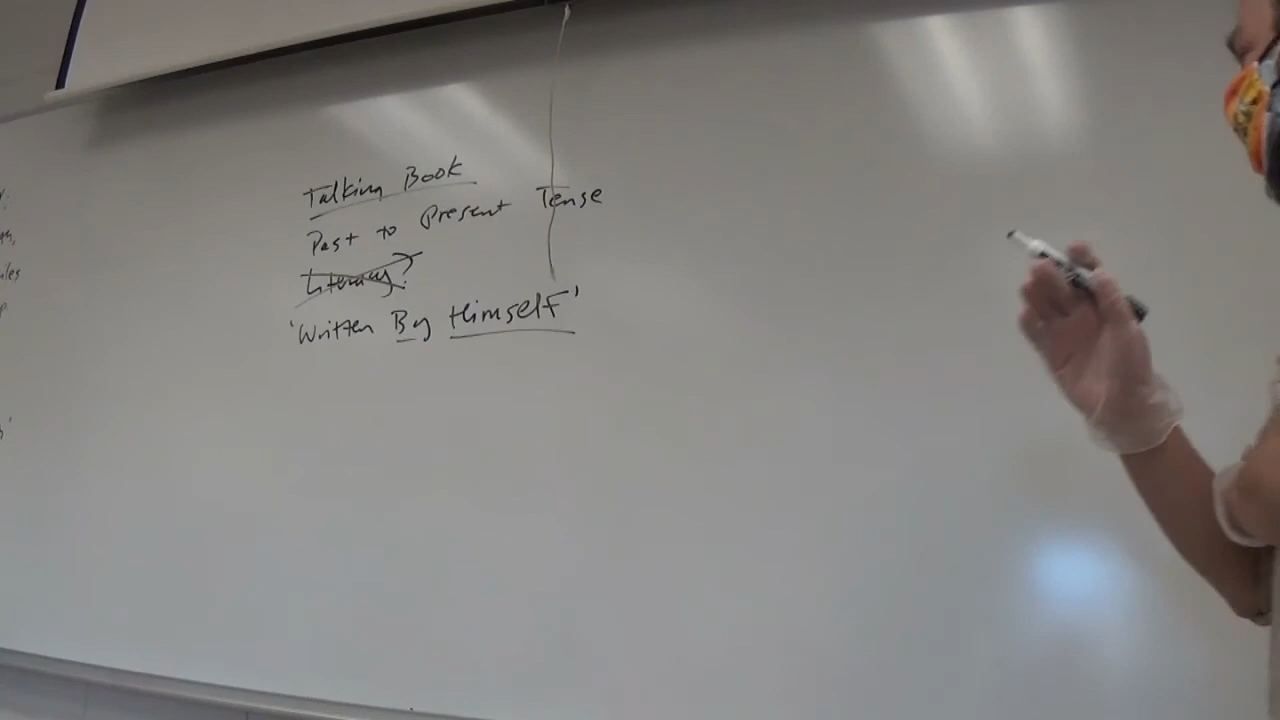 Talking Book
Past to Present Tense
Literacy?
'Written By Himself'